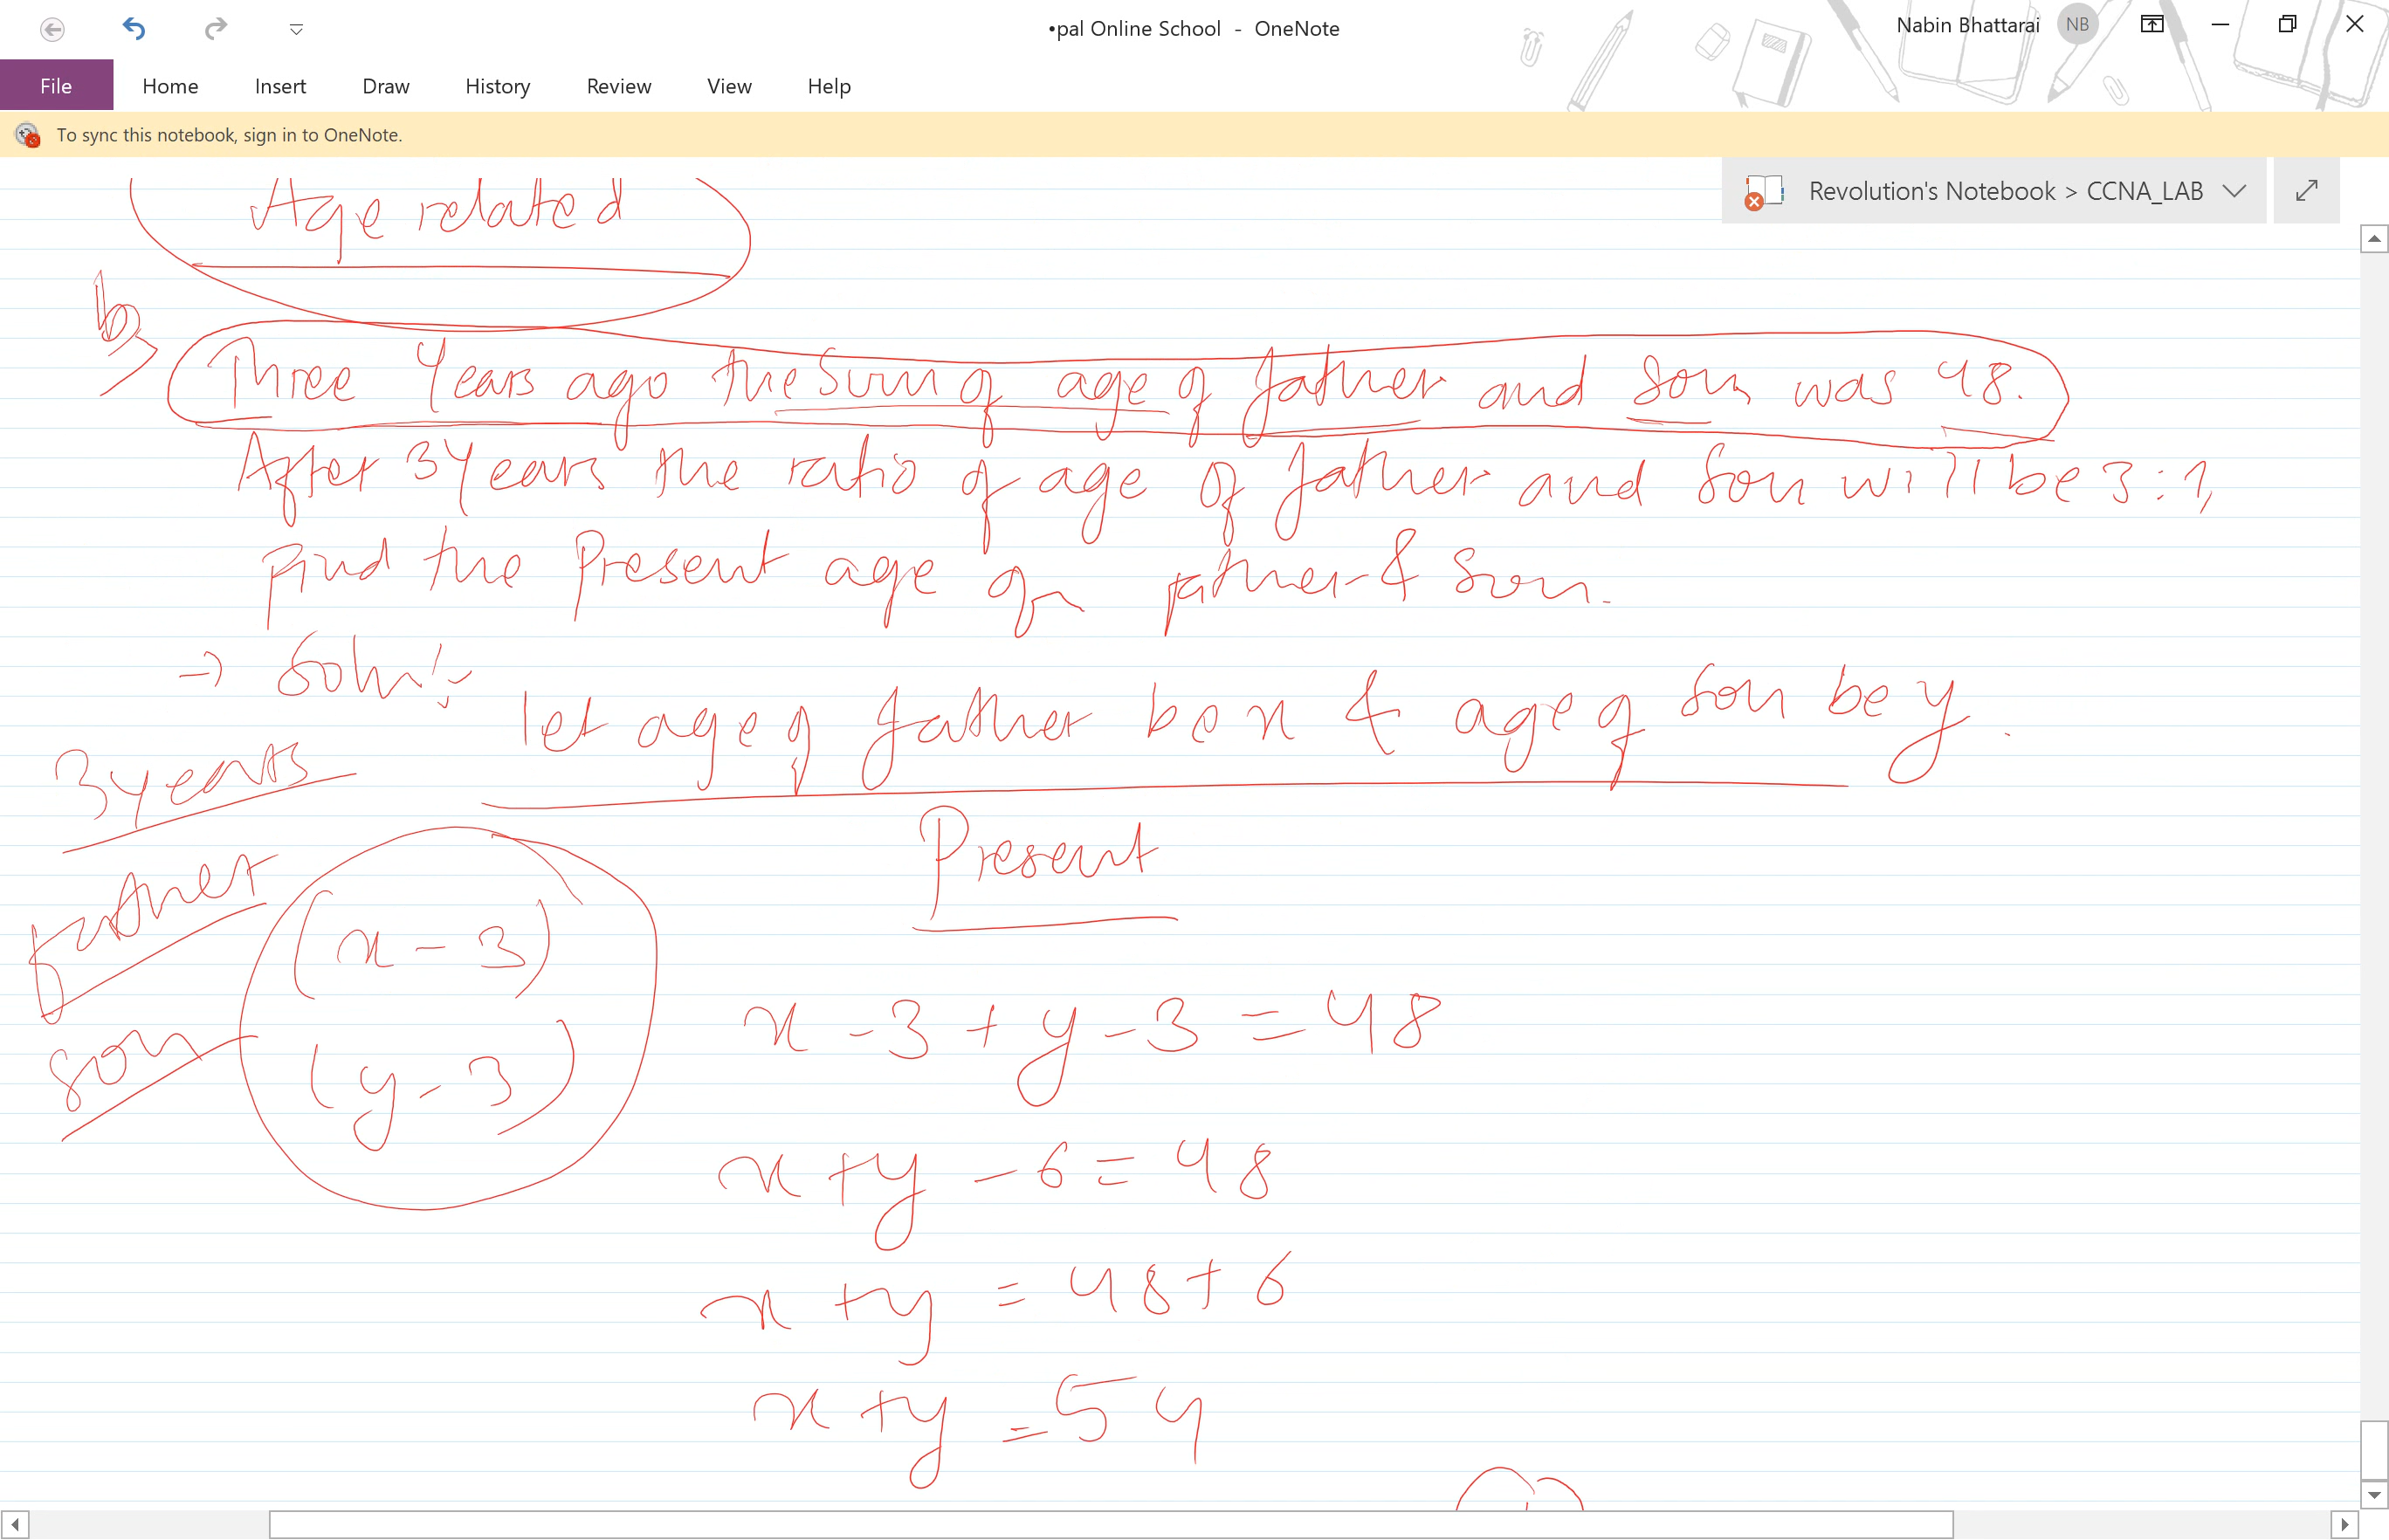 •pal Online School - OneNote
Nabin Bhattarai NB
File Home Insert Draw History Review View Help
To sync this notebook, sign in to OneNote.
Revolution's Notebook > CCNA_LAB
Age related
b)
Three Years ago the sum of age of father and son was 48.
After 3 Years the ratio of age of father and son will be 3:1,
Find the Present age of father & son.
→ Soln:-
let age of father be x & age of son be y.
3 years
Present
father (x - 3)
x - 3 + y - 3 = 48
son (y - 3)
x + y - 6 = 48
x + y = 48 + 6
x + y = 54